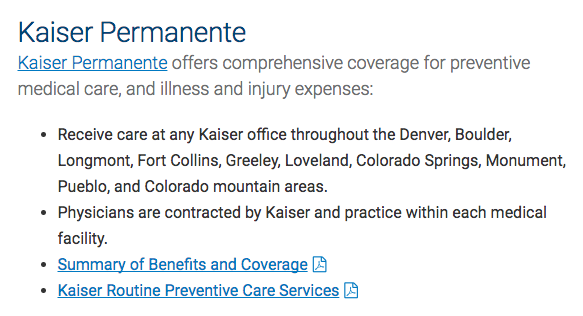 Kaiser Permanente
Kaiser Permanente offers comprehensive coverage for preventive
medical care, and illness and injury expenses:
• Receive care at any Kaiser office throughout the Denver, Boulder,
Longmont, Fort Collins, Greeley, Loveland, Colorado Springs, Monument,
Pueblo, and Colorado mountain areas.
• Physicians are contracted by Kaiser and practice within each medical
facility.
• Summary of Benefits and Coverage
• Kaiser Routine Preventive Care Services